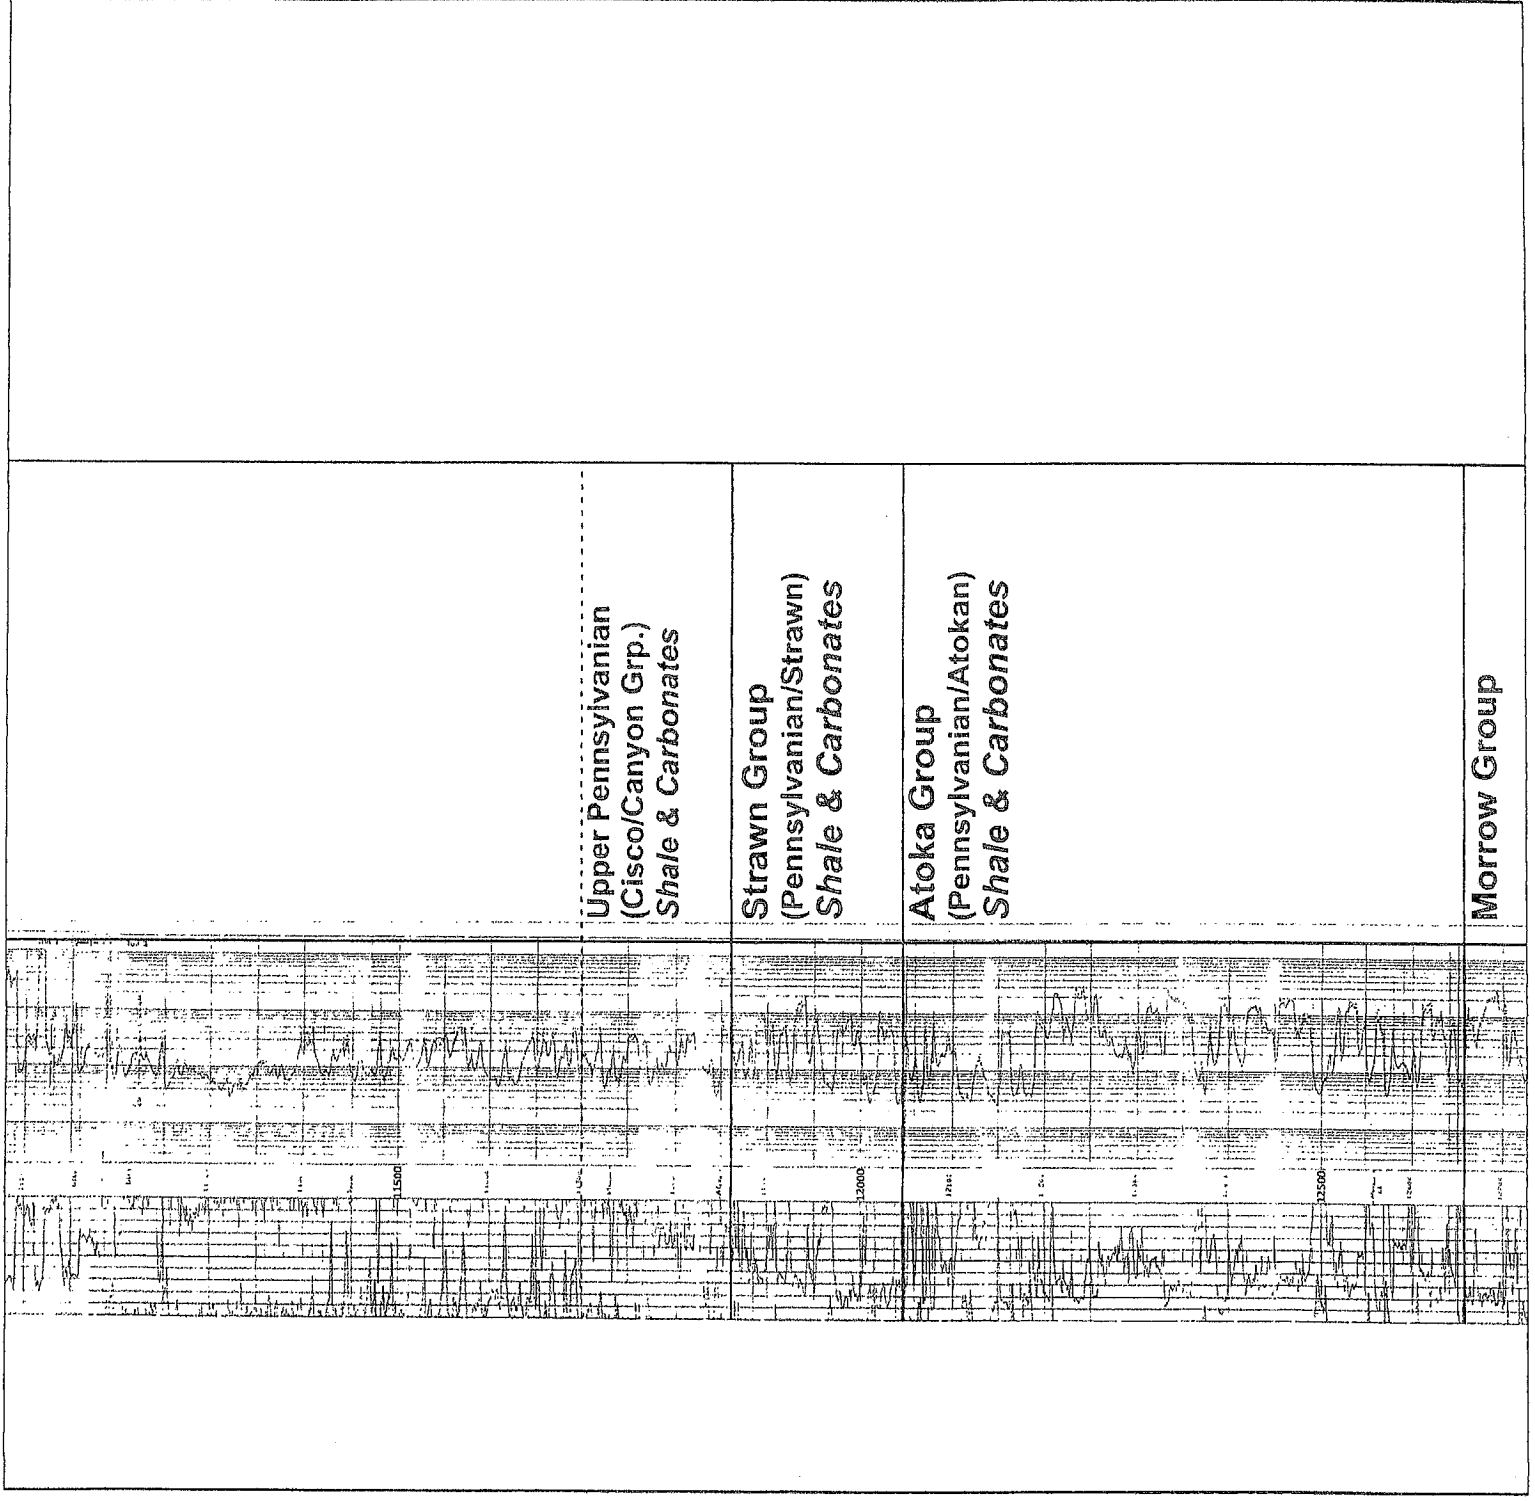 11500
Upper Pennsylvanian
(Cisco/Canyon Grp.)
Shale & Carbonates
Strawn Group
(Pennsylvanian/Strawn)
Shale & Carbonates
12000
Atoka Group
(Pennsylvanian/Atokan)
Shale & Carbonates
12500
Morrow Group